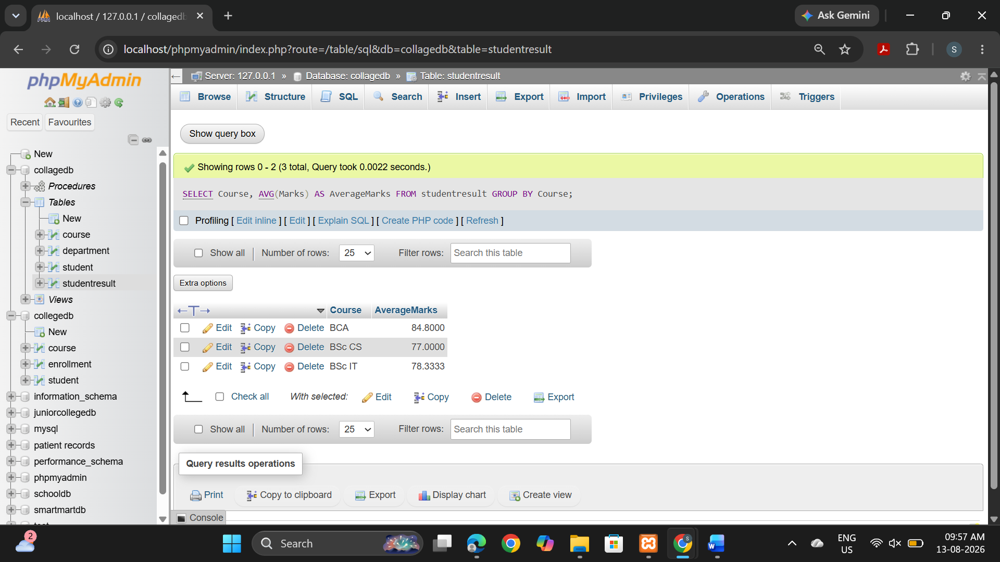 localhost / 127.0.0.1 / collagedb
Ask Gemini
localhost/phpmyadmin/index.php?route=/table/sql&db=collagedb&table=studentresult
S
phpMyAdmin
Recent
Favourites
New
collagedb
Procedures
Tables
New
course
department
student
studentresult
Views
collegedb
New
course
enrollment
student
information_schema
juniorcollegedb
mysql
patient records
performance_schema
phpmyadmin
schooldb
smartmartdb
Server: 127.0.0.1 » Database: collagedb » Table: studentresult
Browse Structure SQL Search Insert Export Import Privileges Operations Triggers
Show query box
Showing rows 0 - 2 (3 total, Query took 0.0022 seconds.)
SELECT Course, AVG(Marks) AS AverageMarks FROM studentresult GROUP BY Course;
Profiling [ Edit inline ] [ Edit ] [ Explain SQL ] [ Create PHP code ] [ Refresh ]
Show all Number of rows: 25 Filter rows: Search this table
Extra options
←T→ Course AverageMarks
Edit Copy Delete BCA 84.8000
Edit Copy Delete BSc CS 77.0000
Edit Copy Delete BSc IT 78.3333
Check all With selected: Edit Copy Delete Export
Show all Number of rows: 25 Filter rows: Search this table
Query results operations
Print Copy to clipboard Export Display chart Create view
Console
2
Search
S
W
ENG
US
09:57 AM
13-08-2026